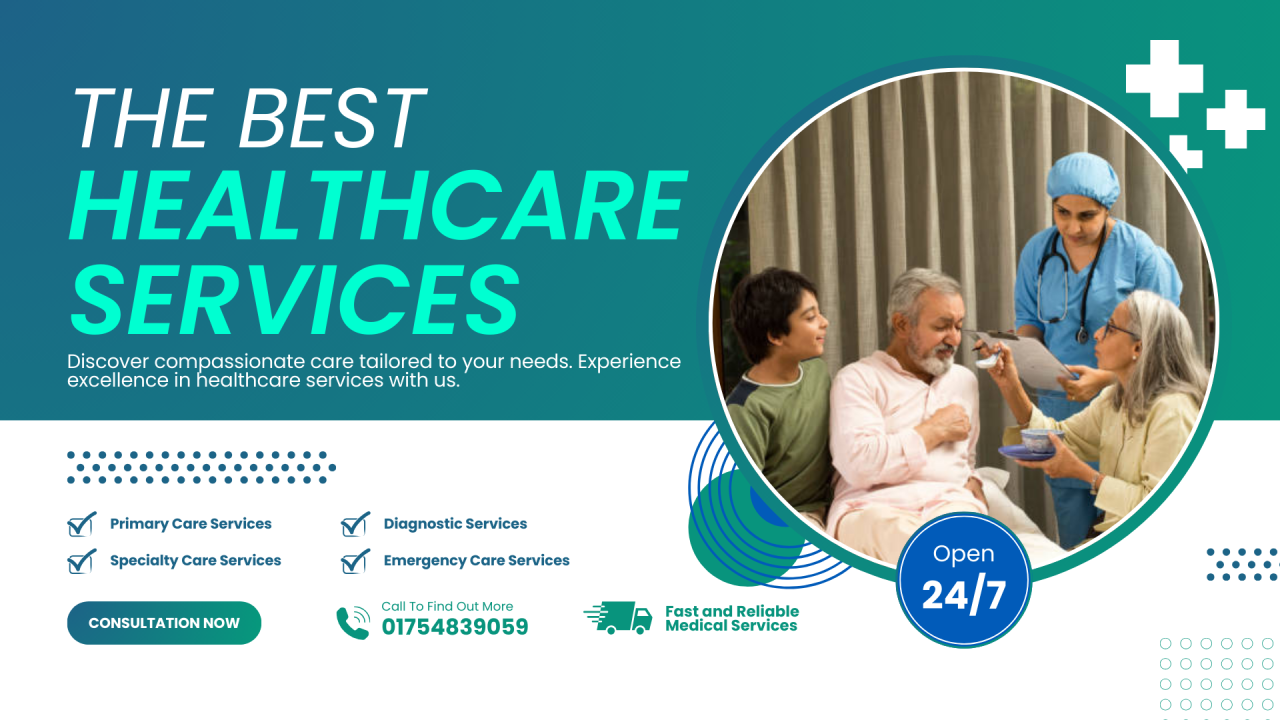 THE BEST
HEALTHCARE
SERVICES
Discover compassionate care tailored to your needs. Experience
excellence in healthcare services with us.
Primary Care Services
Diagnostic Services
Specialty Care Services
Emergency Care Services
CONSULTATION NOW
Call To Find Out More
01754839059
Fast and Reliable
Medical Services
Open
24/7